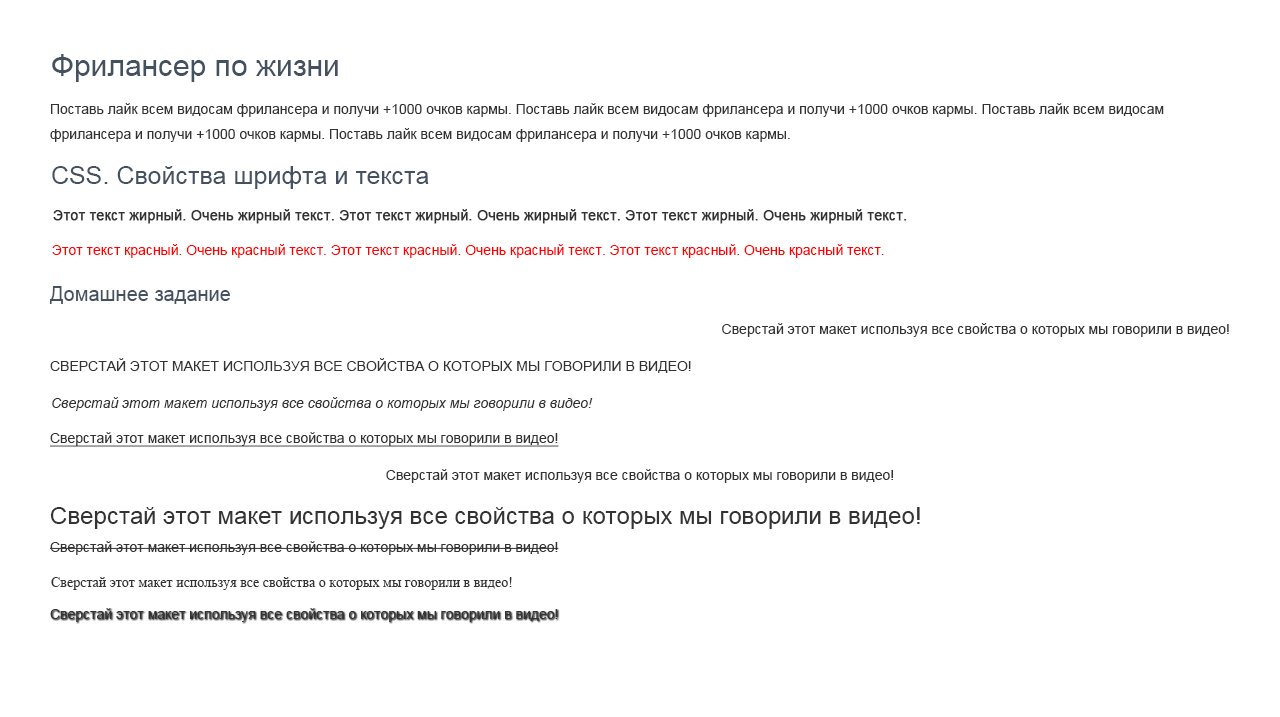 Фрилансер по жизни
Поставь лайк всем видосам фрилансера и получи +1000 очков кармы. Поставь лайк всем видосам фрилансера и получи +1000 очков кармы. Поставь лайк всем видосам
фрилансера и получи +1000 очков кармы. Поставь лайк всем видосам фрилансера и получи +1000 очков кармы.
CSS. Свойства шрифта и текста
Этот текст жирный. Очень жирный текст. Этот текст жирный. Очень жирный текст. Этот текст жирный. Очень жирный текст.
Этот текст красный. Очень красный текст. Этот текст красный. Очень красный текст. Этот текст красный. Очень красный текст.
Домашнее задание
Сверстай этот макет используя все свойства о которых мы говорили в видео!
СВЕРСТАЙ ЭТОТ МАКЕТ ИСПОЛЬЗУЯ ВСЕ СВОЙСТВА О КОТОРЫХ МЫ ГОВОРИЛИ В ВИДЕО!
Сверстай этот макет используя все свойства о которых мы говорили в видео!
Сверстай этот макет используя все свойства о которых мы говорили в видео!
Сверстай этот макет используя все свойства о которых мы говорили в видео!
Сверстай этот макет используя все свойства о которых мы говорили в видео!
Сверстай этот макет используя все свойства о которых мы говорили в видео!
Сверстай этот макет используя все свойства о которых мы говорили в видео!
Сверстай этот макет используя все свойства о которых мы говорили в видео!